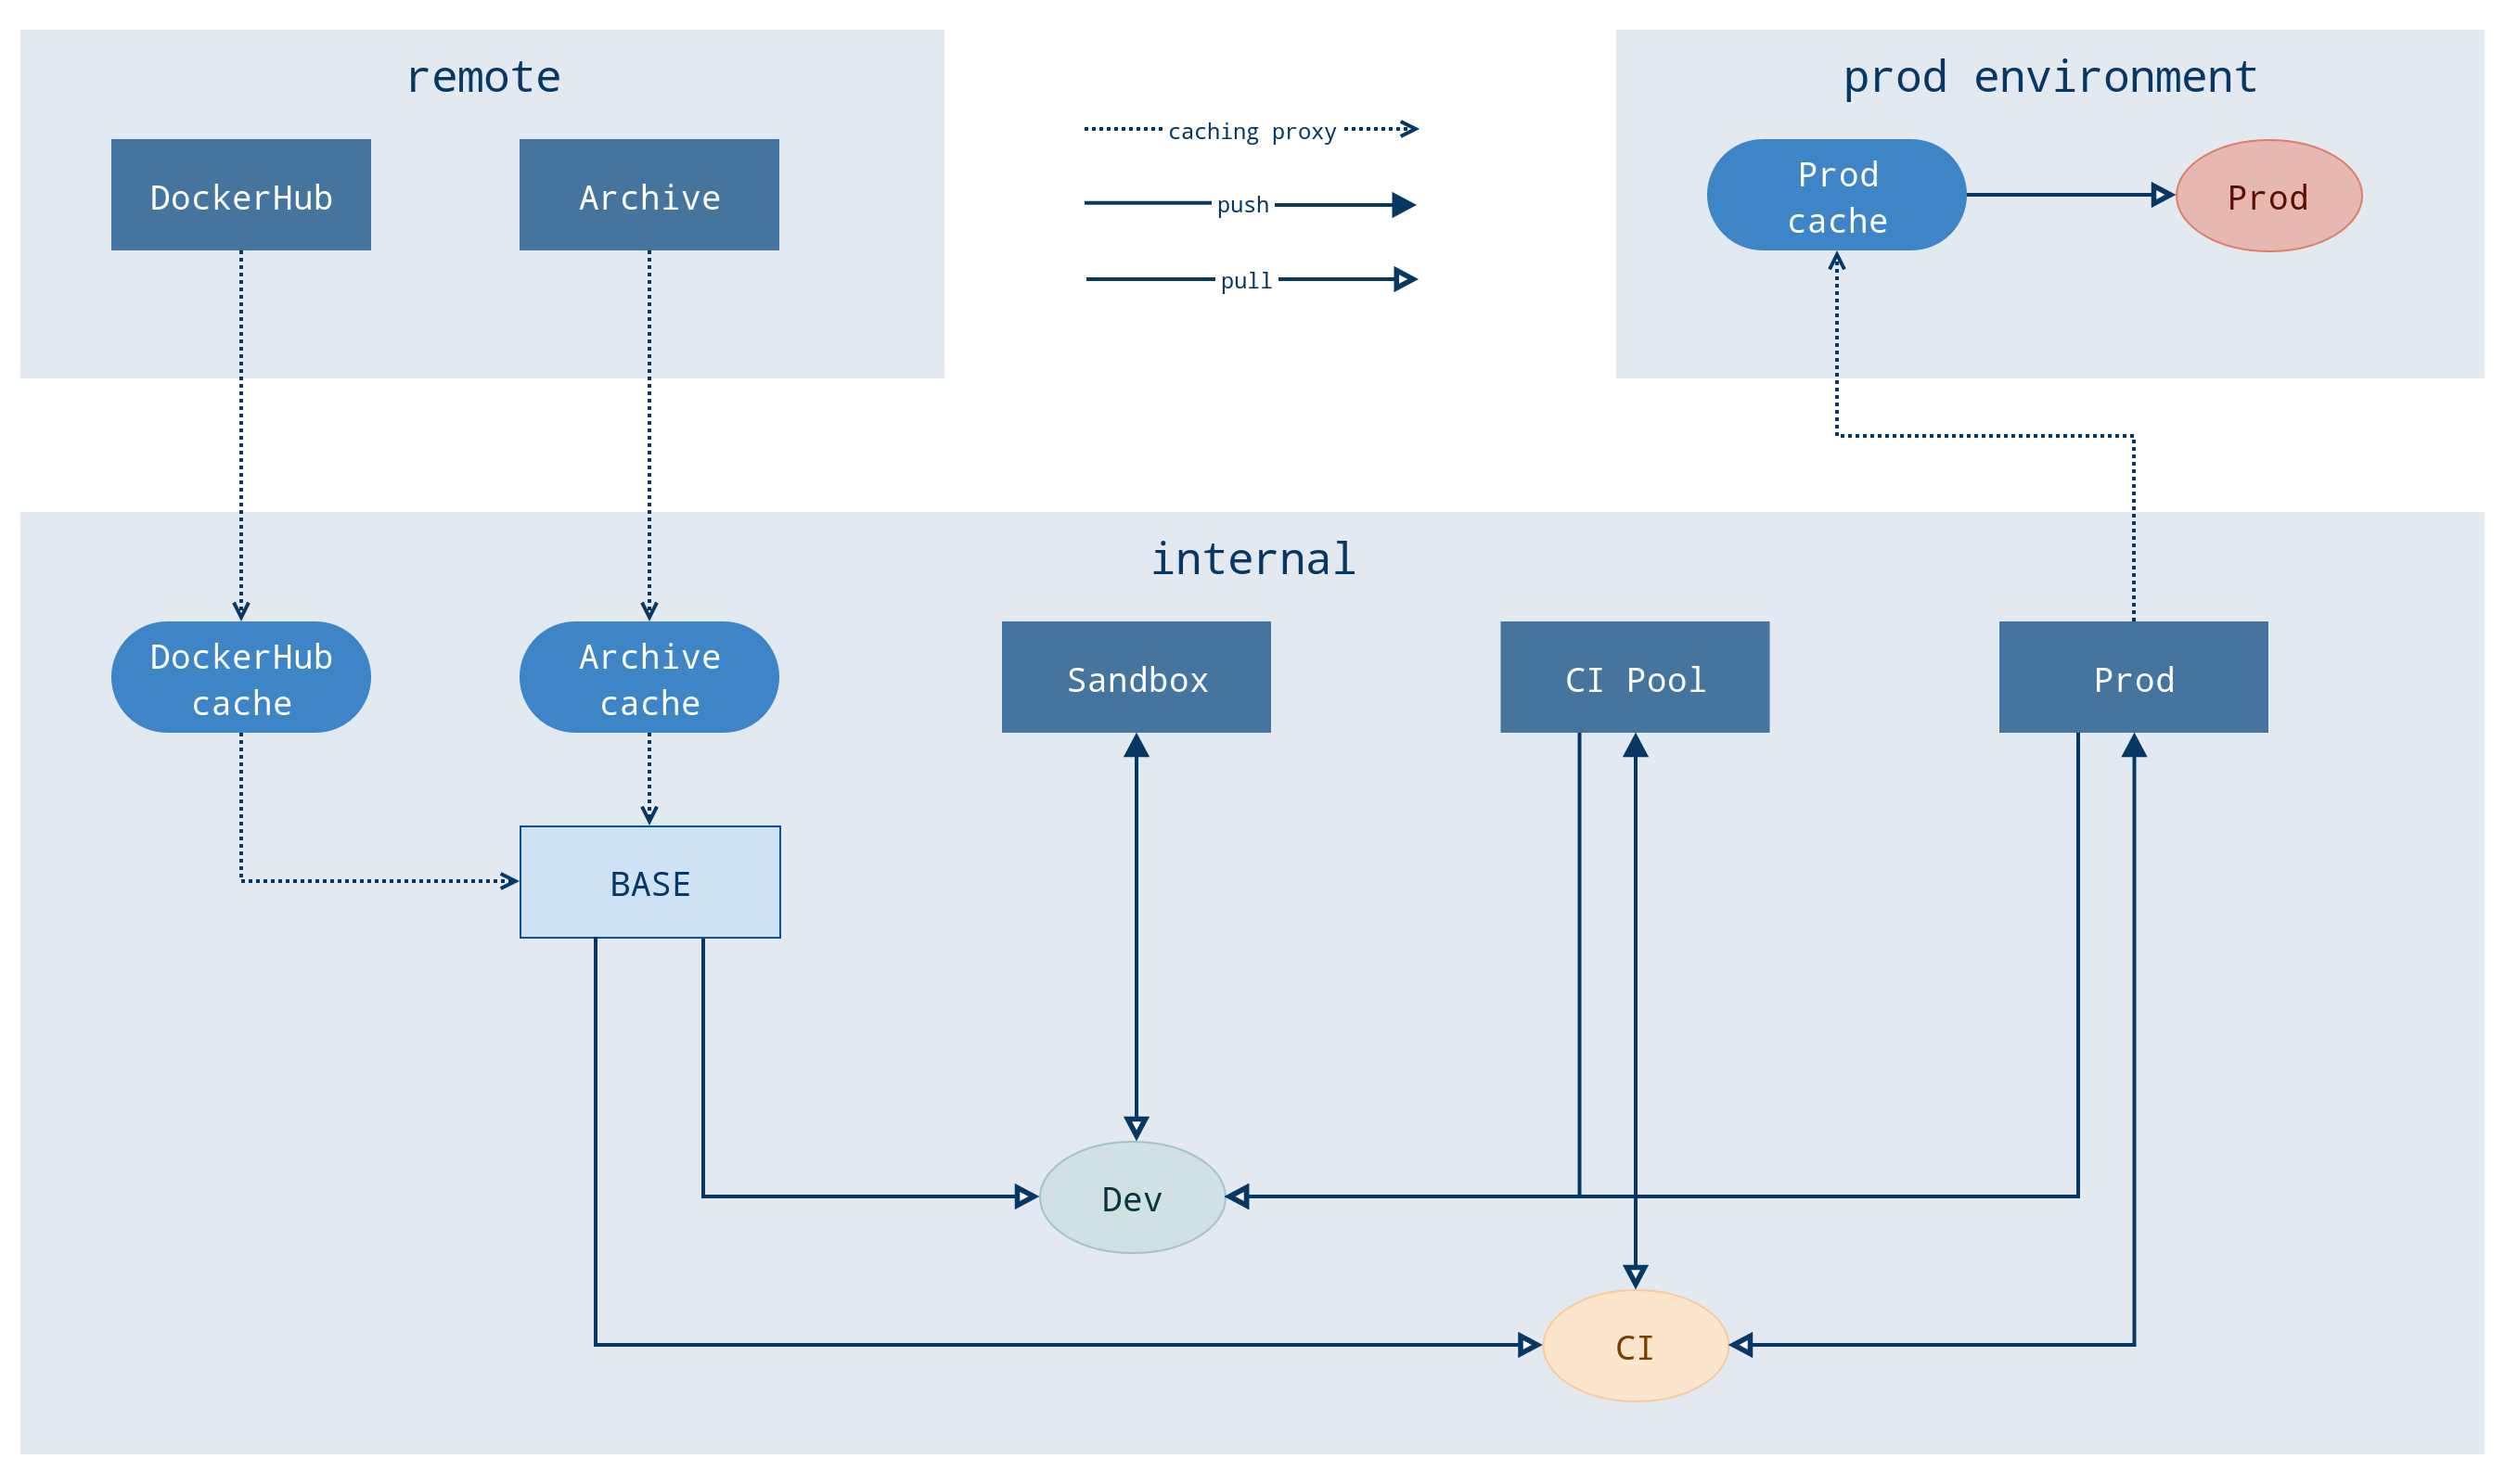 remote
prod environment
DockerHub
Archive
caching proxy
push
pull
Prod
cache
Prod
internal
DockerHub
cache
Archive
cache
Sandbox
CI Pool
Prod
BASE
Dev
CI